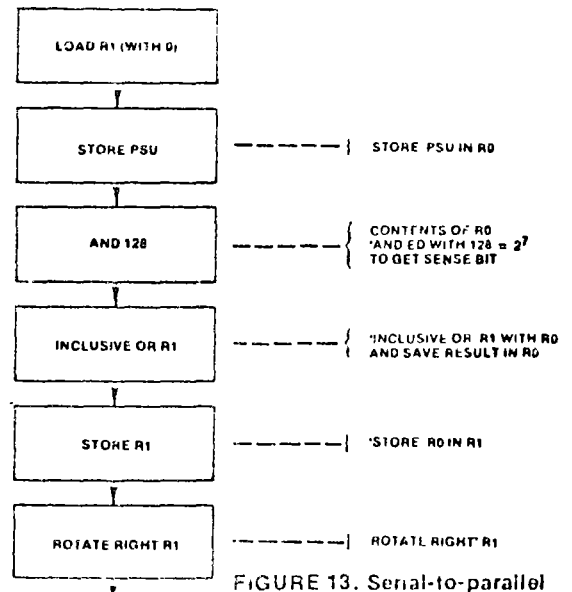 LOAD R1 (WITH 0)
STORE PSU
STORE PSU IN R0
AND 128
CONTENTS OF R0
'AND ED WITH 128 = 2⁷
TO GET SENSE BIT
INCLUSIVE OR R1
'INCLUSIVE OR R1 WITH R0
AND SAVE RESULT IN R0
STORE R1
'STORE R0 IN R1
ROTATE RIGHT R1
ROTATE RIGHT' R1
FIGURE 13. Serial-to-parallel